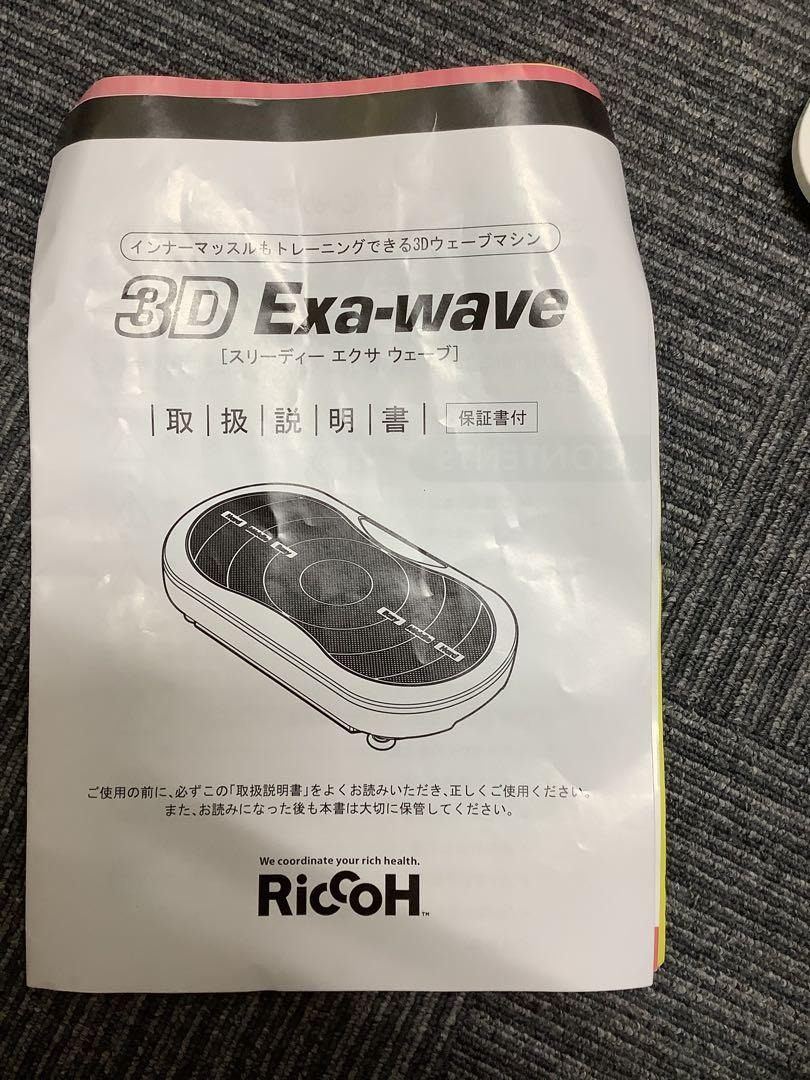 インナーマッスルもトレーニングできる3Dウェーブマシン
3D Exa-wave
[スリーディー エクサ ウェーブ]
取扱説明書 保証書付
ご使用の前に、必ずこの「取扱説明書」をよくお読みいただき、正しくご使用ください。
また、お読みになった後も本書は大切に保管してください。
We coordinate your rich health.
RiccoH™